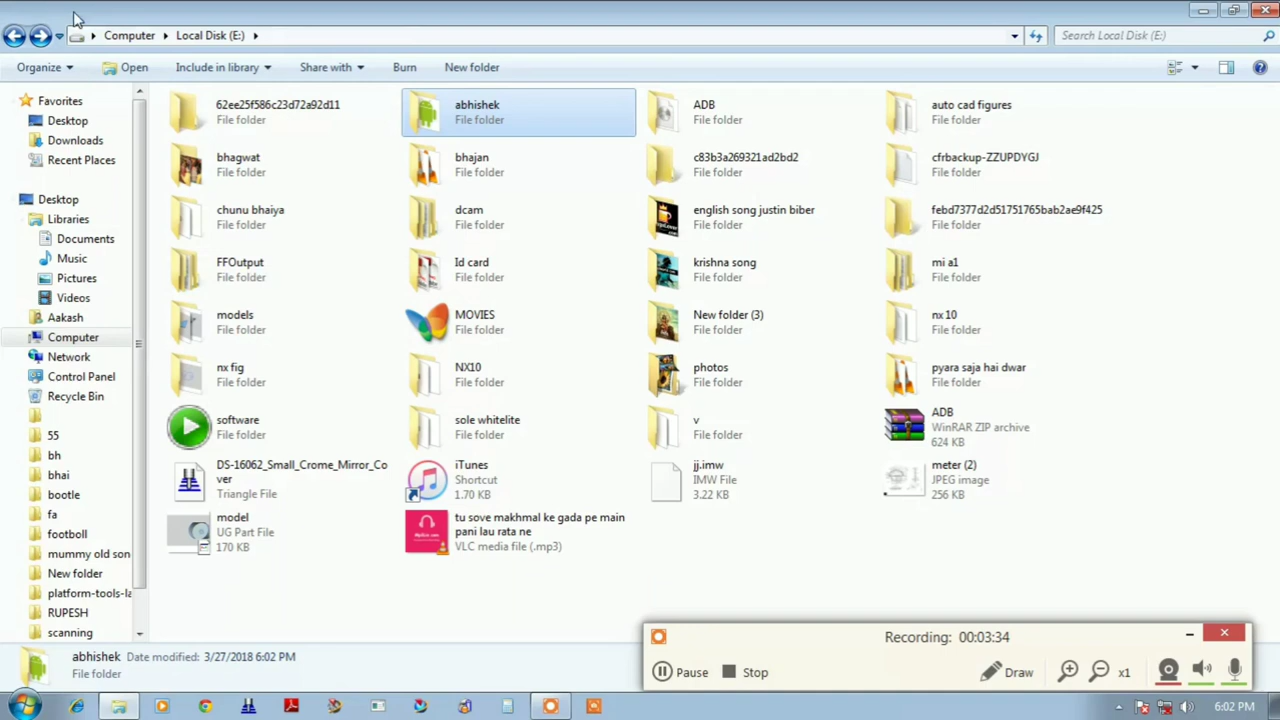 Computer
Local Disk (E:)
Search Local Disk (E:)
Organize
Open
Include in library
Share with
Burn
New folder
Favorites
Desktop
Downloads
Recent Places
Desktop
Libraries
Documents
Music
Pictures
Videos
Aakash
Computer
Network
Control Panel
Recycle Bin
55
bh
bhai
bootle
fa
footboll
mummy old son
New folder
platform-tools-la
RUPESH
scanning
62ee25f586c23d72a92d11
File folder
abhishek
File folder
ADB
File folder
auto cad figures
File folder
bhagwat
File folder
bhajan
File folder
c83b3a269321ad2bd2
File folder
cfrbackup-ZZUPDYGJ
File folder
chunu bhaiya
File folder
dcam
File folder
english song justin biber
File folder
febd7377d2d51751765bab2ae9f425
File folder
FFOutput
File folder
Id card
File folder
krishna song
File folder
mi a1
File folder
models
File folder
MOVIES
File folder
New folder (3)
File folder
nx 10
File folder
nx fig
File folder
NX10
File folder
photos
File folder
pyara saja hai dwar
File folder
software
File folder
sole whitelite
File folder
v
File folder
ADB
WinRAR ZIP archive
624 KB
DS-16062_Small_Crome_Mirror_Co
ver
Triangle File
iTunes
Shortcut
1.70 KB
jj.imw
IMW File
3.22 KB
meter (2)
JPEG image
256 KB
model
UG Part File
170 KB
tu sove makhmal ke gada pe main
pani lau rata ne
VLC media file (.mp3)
abhishek Date modified: 3/27/2018 6:02 PM
File folder
Recording: 00:03:34
Pause
Stop
Draw
x1
6:02 PM